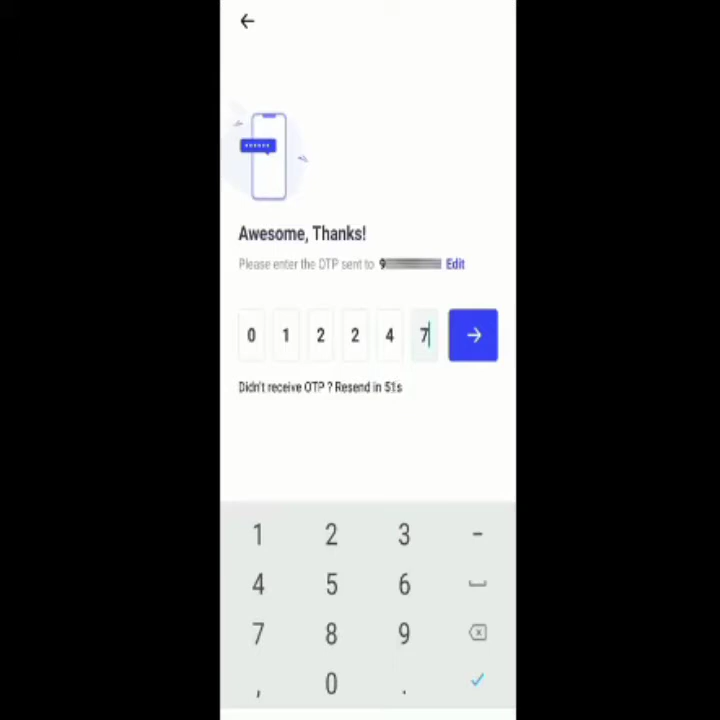 Awesome, Thanks!
Please enter the OTP sent to 9 Edit
0 1 2 2 4 7
Didn't receive OTP ? Resend in 51s
1 2 3 -
4 5 6
7 8 9
, 0 .